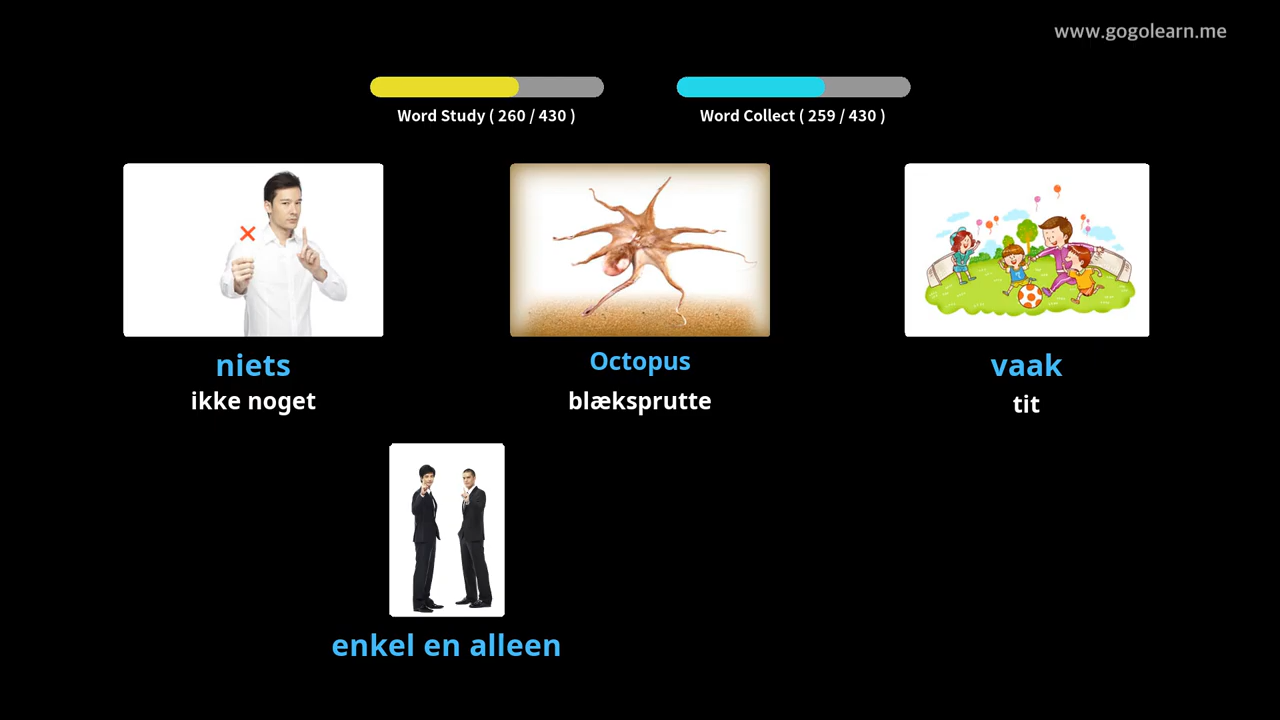 www.gogolearn.me
Word Study ( 260 / 430 )
Word Collect ( 259 / 430 )
niets
ikke noget
Octopus
blæksprutte
vaak
tit
enkel en alleen